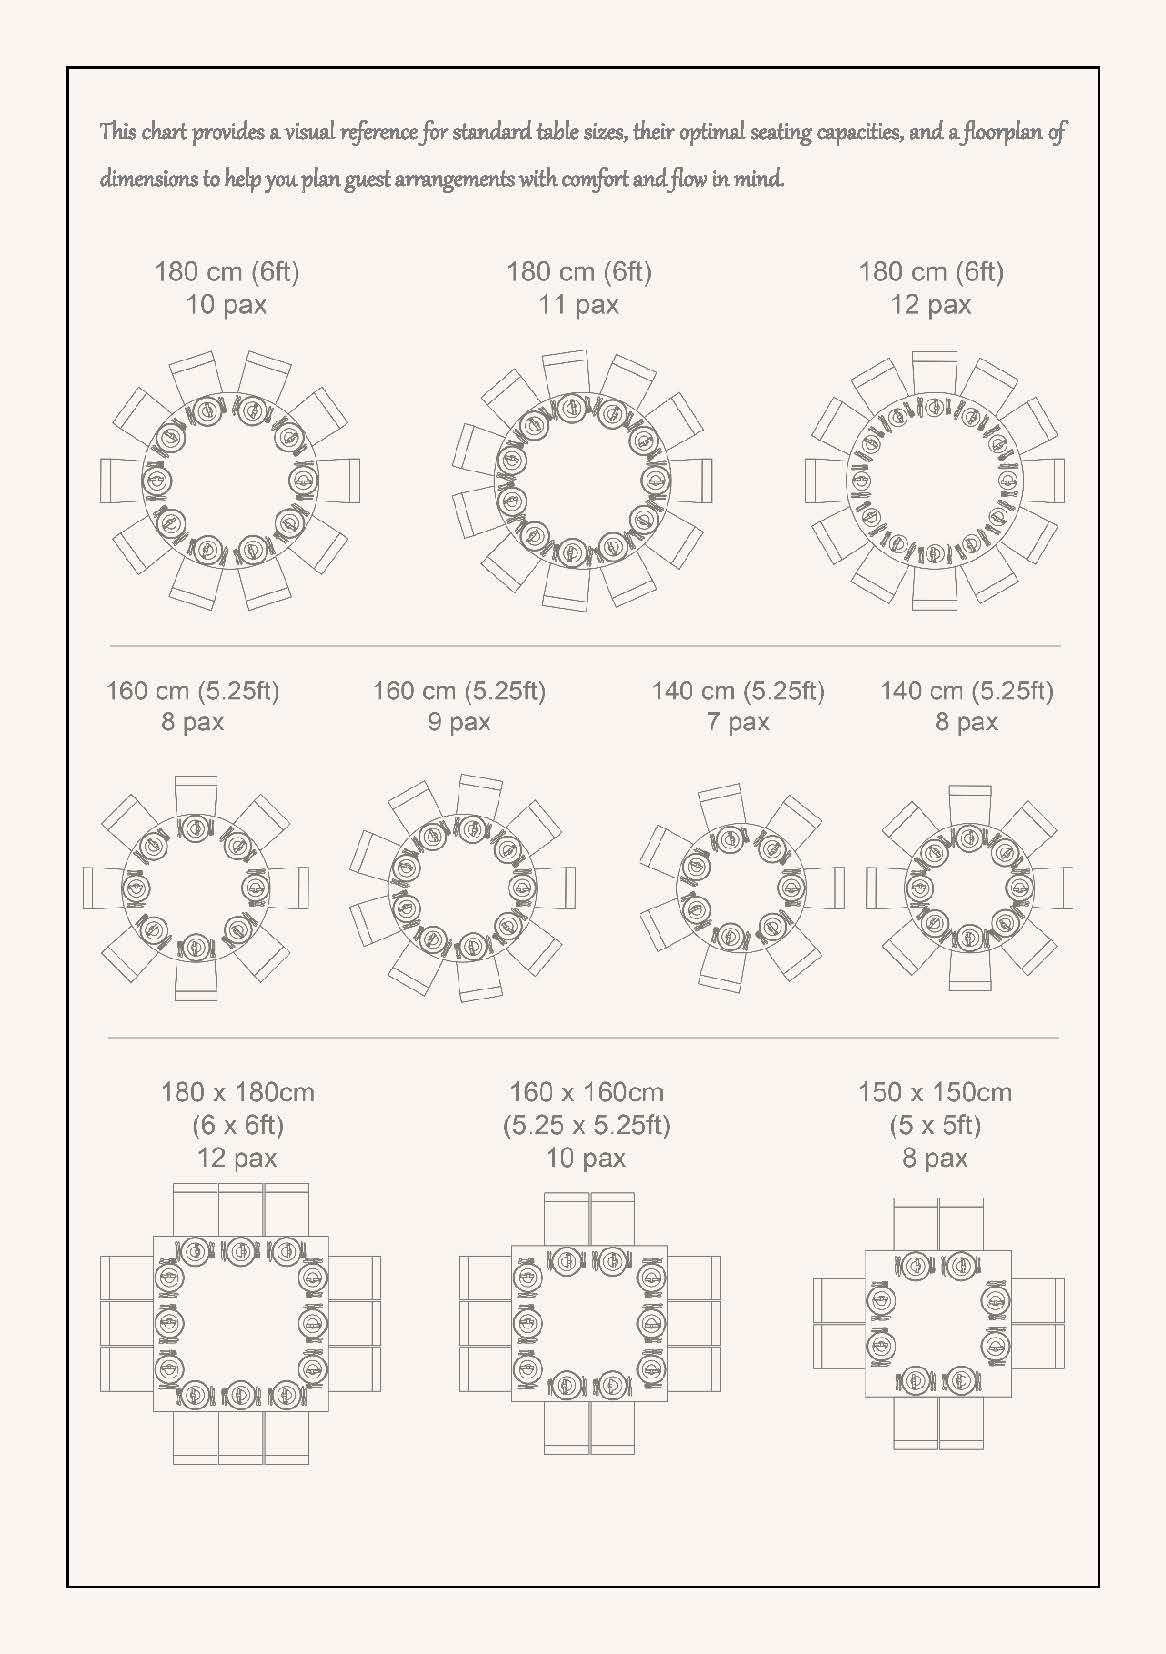 This chart provides a visual reference for standard table sizes, their optimal seating capacities, and a floorplan of
dimensions to help you plan guest arrangements with comfort and flow in mind.
180 cm (6ft)
10 pax
180 cm (6ft)
11 pax
180 cm (6ft)
12 pax
160 cm (5.25ft)
8 pax
160 cm (5.25ft)
9 pax
140 cm (5.25ft)
7 pax
140 cm (5.25ft)
8 pax
180 x 180cm
(6 x 6ft)
12 pax
160 x 160cm
(5.25 x 5.25ft)
10 pax
150 x 150cm
(5 x 5ft)
8 pax